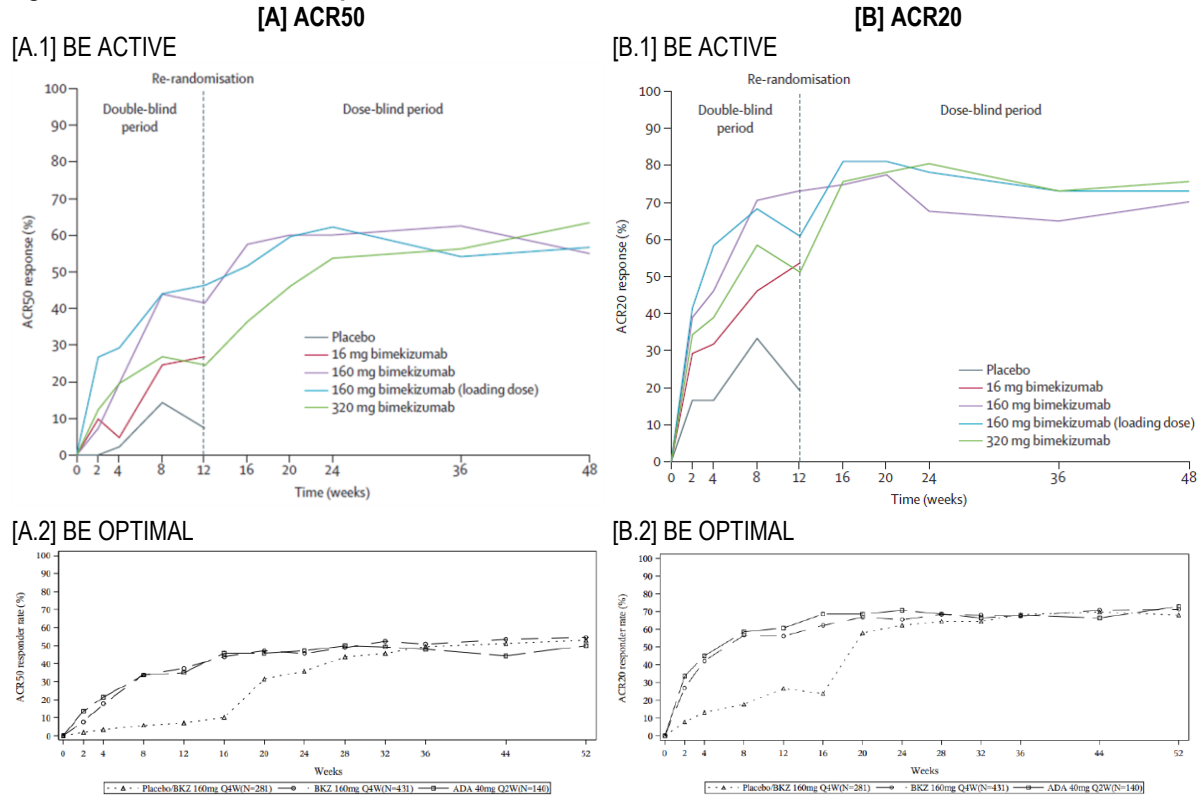 [A] ACR50
[B] ACR20
[A.1] BE ACTIVE
[B.1] BE ACTIVE
Re-randomisation
100
90
80
70
60
50
40
30
20
10
0
Double-blind
period
Dose-blind period
ACR50 response (%)
Placebo
16 mg bimekizumab
160 mg bimekizumab
160 mg bimekizumab (loading dose)
320 mg bimekizumab
0 2 4 8 12 16 20 24 36 48
Time (weeks)
Re-randomisation
100
90
80
70
60
50
40
30
20
10
0
Double-blind
period
Dose-blind period
ACR20 response (%)
Placebo
16 mg bimekizumab
160 mg bimekizumab
160 mg bimekizumab (loading dose)
320 mg bimekizumab
0 2 4 8 12 16 20 24 36 48
Time (weeks)
[A.2] BE OPTIMAL
[B.2] BE OPTIMAL
100
90
80
70
60
50
40
30
20
10
0
ACR50 responder rate (%)
0 2 4 8 12 16 20 24 28 32 36 44 52
Weeks
Placebo/BKZ 160mg Q4W(N=281) BKZ 160mg Q4W(N=431) ADA 40mg Q2W(N=140)
100
90
80
70
60
50
40
30
20
10
0
ACR20 responder rate (%)
0 2 4 8 12 16 20 24 28 32 36 44 52
Weeks
Placebo/BKZ 160mg Q4W(N=281) BKZ 160mg Q4W(N=431) ADA 40mg Q2W(N=140)